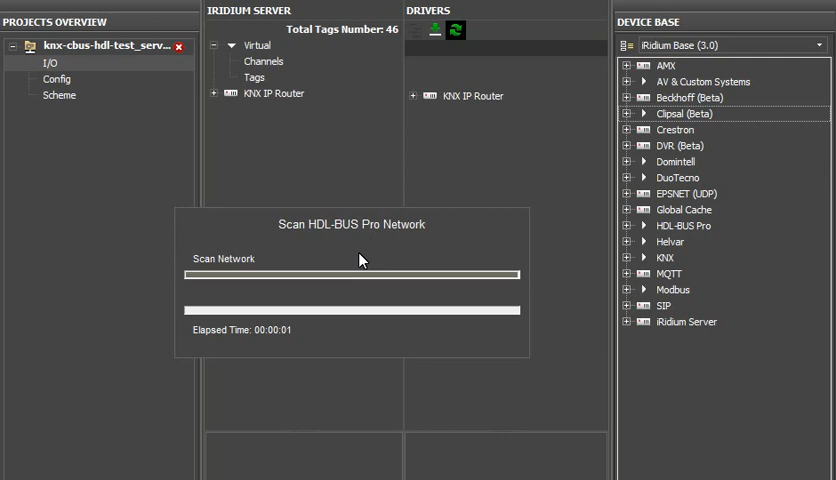 PROJECTS OVERVIEW
knx-cbus-hdl-test_serv...
I/O
Config
Scheme
IRIDIUM SERVER
Total Tags Number: 46
Virtual
Channels
Tags
KNX IP Router
DRIVERS
KNX IP Router
Scan HDL-BUS Pro Network
Scan Network
Elapsed Time: 00:00:01
DEVICE BASE
iRidium Base (3.0)
AMX
AV & Custom Systems
Beckhoff (Beta)
Clipsal (Beta)
Crestron
DVR (Beta)
Domintell
DuoTecno
EPSNET (UDP)
Global Cache
HDL-BUS Pro
Helvar
KNX
MQTT
Modbus
SIP
iRidium Server